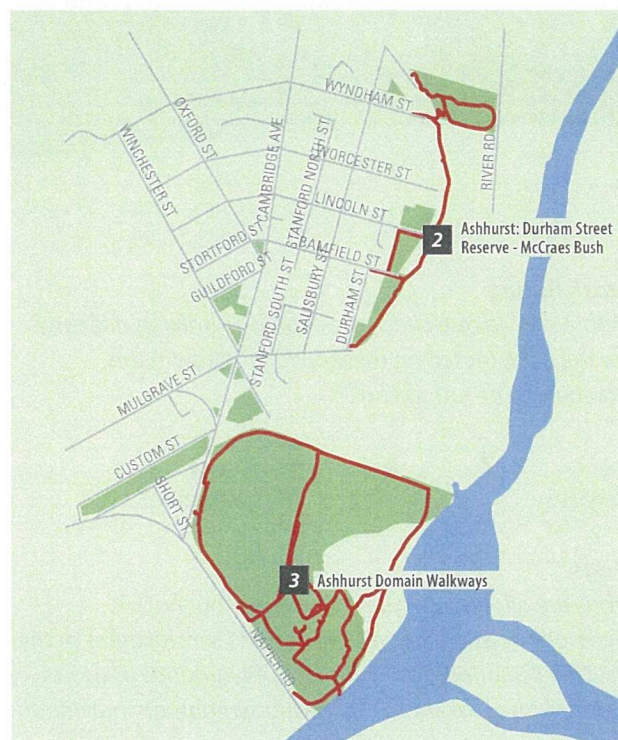 WYNDHAM ST
OXFORD ST
WINCHESTER ST
CAMBRIDGE AVE
STANFORD NORTH ST
WORCESTER ST
RIVER RD
LINCOLN ST
STORTFORD ST
BAMFIELD ST
2
Ashhurst: Durham Street
Reserve - McCraes Bush
GUILDFORD ST
STANFORD SOUTH ST
SALISBURY ST
DURHAM ST
MULGRAVE ST
CUSTOM ST
SHORT ST
3
Ashhurst Domain Walkways
NAPIER RD